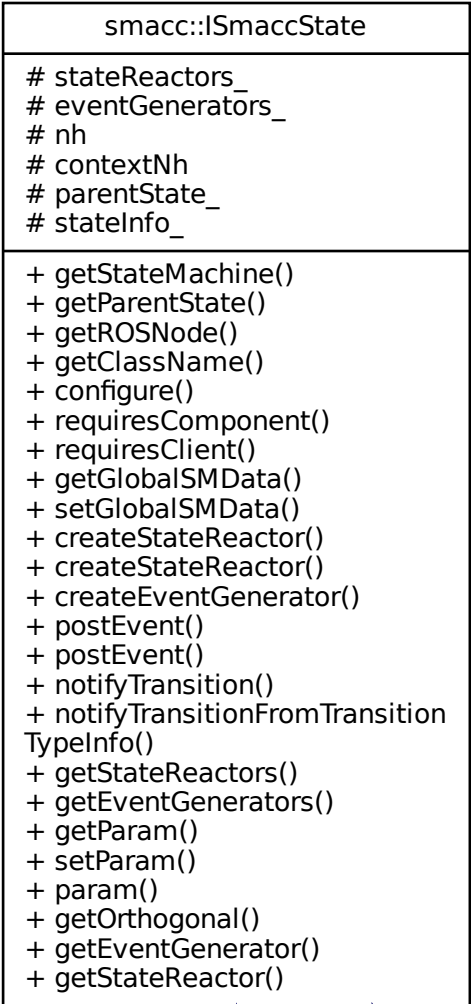 smacc::ISmaccState
# stateReactors_
# eventGenerators_
# nh
# contextNh
# parentState_
# stateInfo_
+ getStateMachine()
+ getParentState()
+ getROSNode()
+ getClassName()
+ configure()
+ requiresComponent()
+ requiresClient()
+ getGlobalSMData()
+ setGlobalSMData()
+ createStateReactor()
+ createStateReactor()
+ createEventGenerator()
+ postEvent()
+ postEvent()
+ notifyTransition()
+ notifyTransitionFromTransition
TypeInfo()
+ getStateReactors()
+ getEventGenerators()
+ getParam()
+ setParam()
+ param()
+ getOrthogonal()
+ getEventGenerator()
+ getStateReactor()